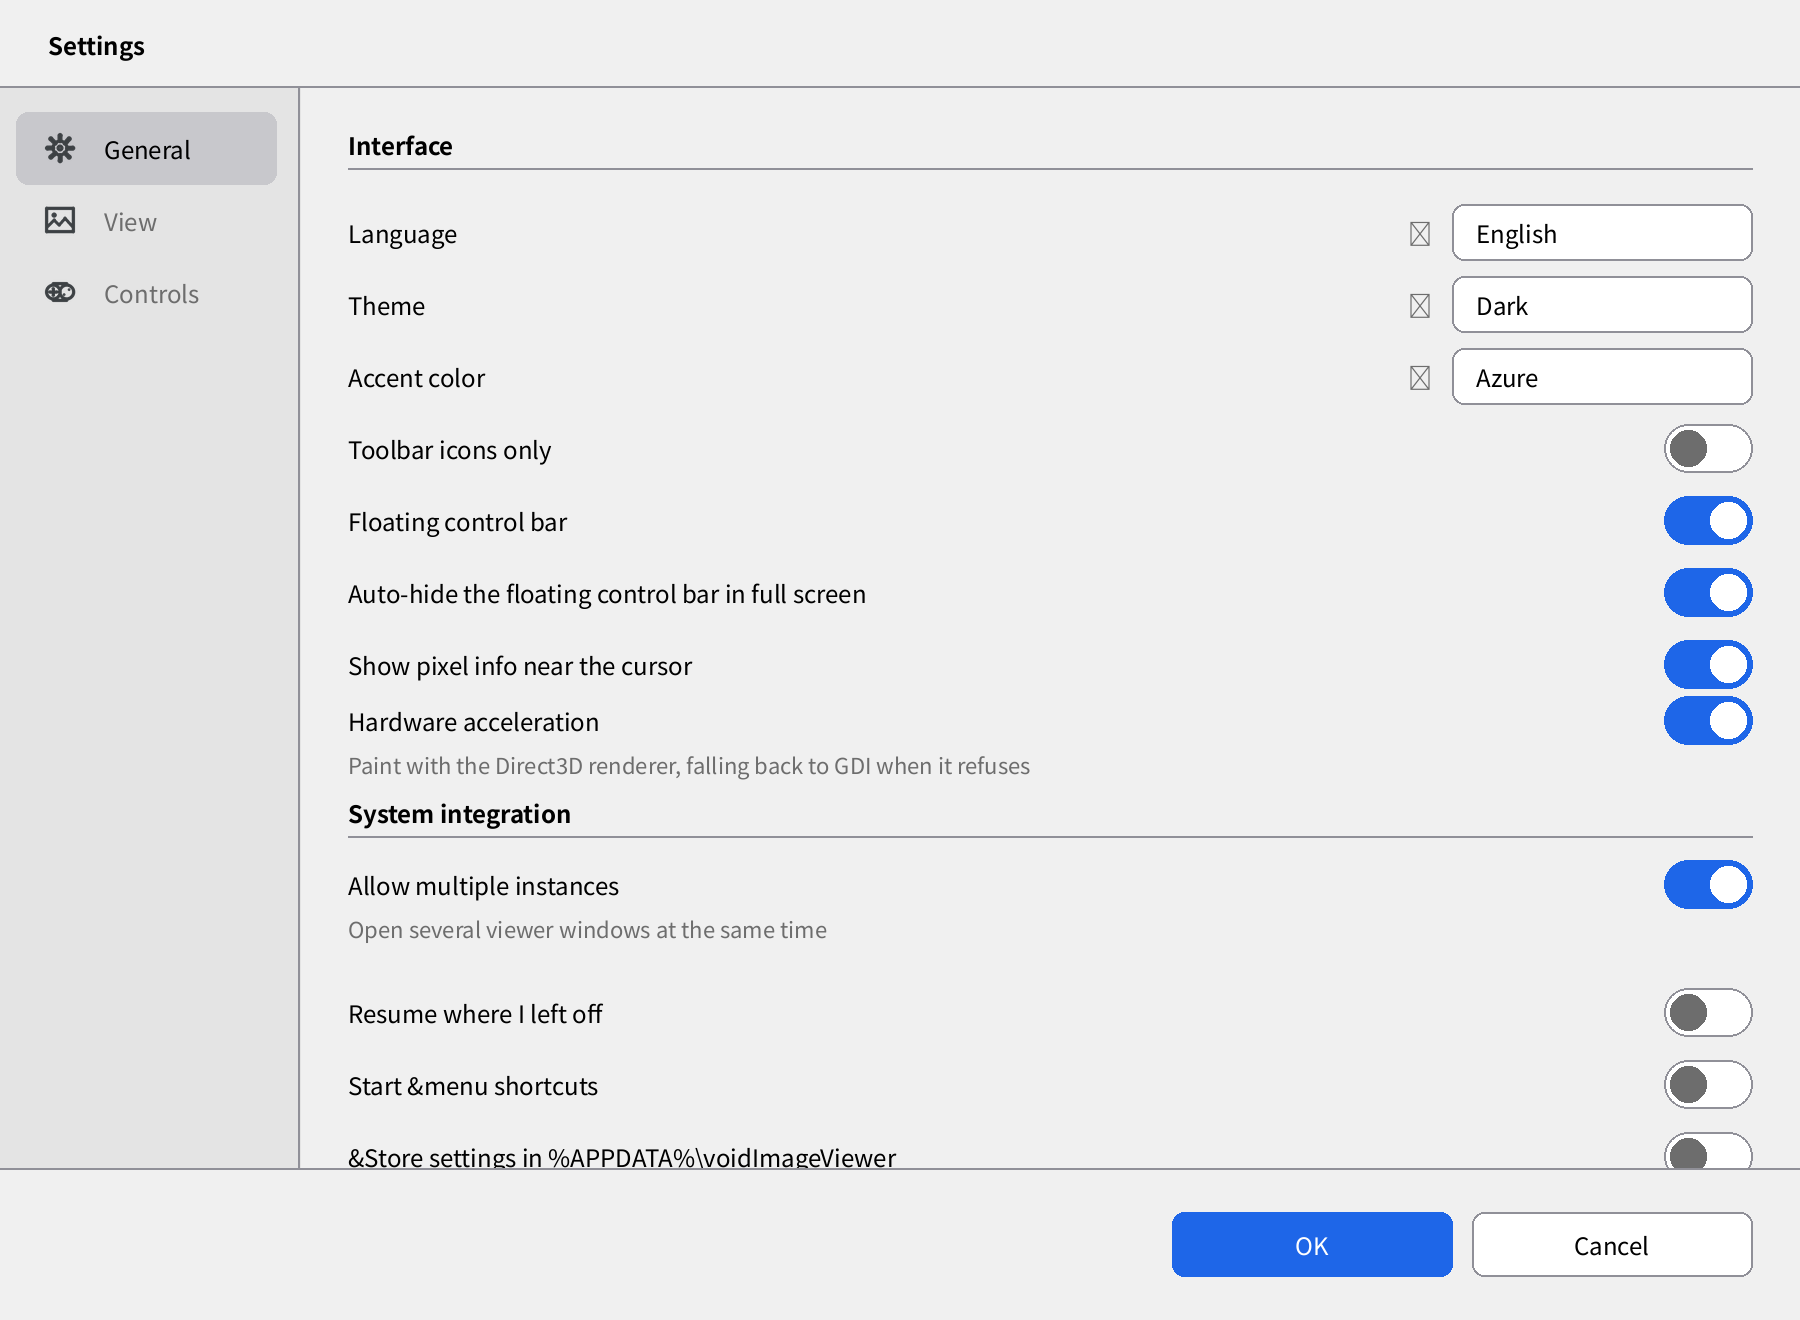 Settings
General
View
Controls
Interface
Language
English
Theme
Dark
Accent color
Azure
Toolbar icons only
Floating control bar
Auto-hide the floating control bar in full screen
Show pixel info near the cursor
Hardware acceleration
Paint with the Direct3D renderer, falling back to GDI when it refuses
System integration
Allow multiple instances
Open several viewer windows at the same time
Resume where I left off
Start &menu shortcuts
&Store settings in %APPDATA%\voidImageViewer
OK
Cancel